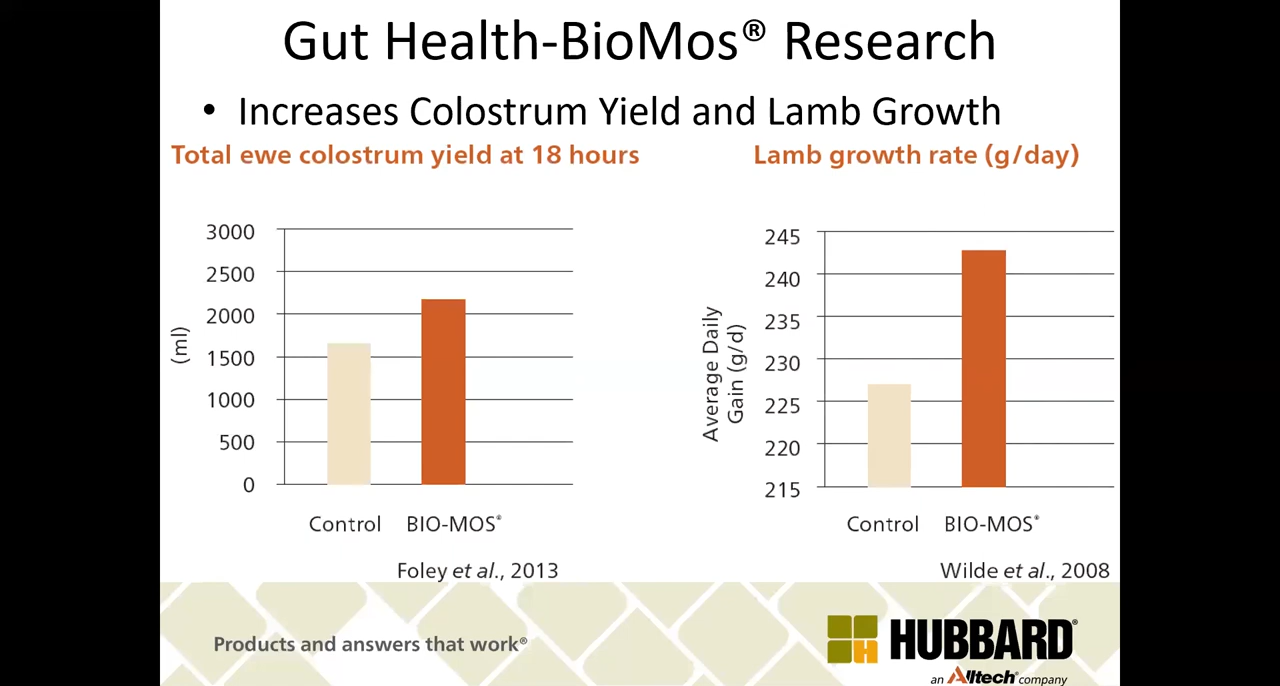 Gut Health-BioMos® Research
• Increases Colostrum Yield and Lamb Growth
Total ewe colostrum yield at 18 hours
3000
2500
2000
1500
1000
500
0
(ml)
Control BIO-MOS®
Foley et al., 2013
Lamb growth rate (g/day)
245
240
235
230
225
220
215
Average Daily
Gain (g/d)
Control BIO-MOS®
Wilde et al., 2008
Products and answers that work®
HUBBARD®
an Alltech® company